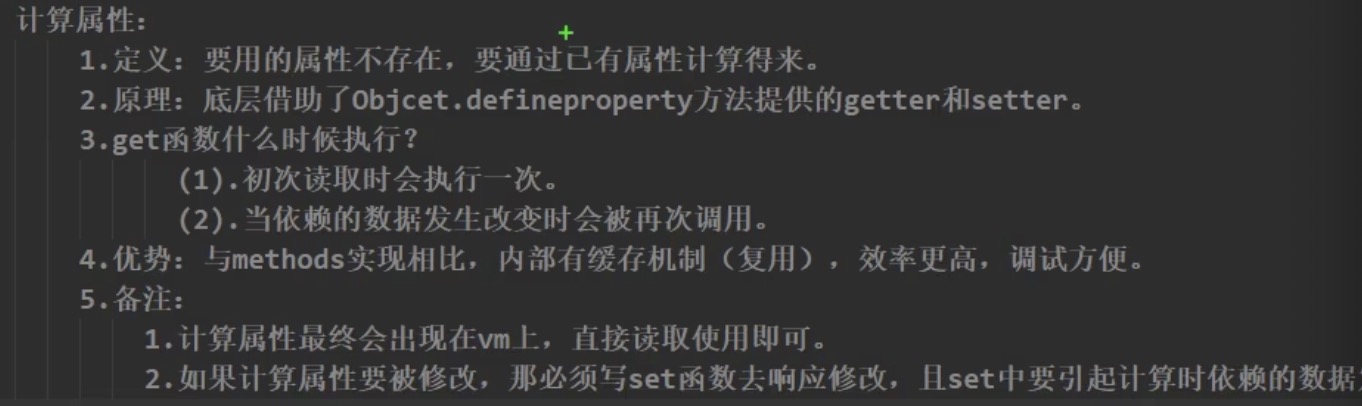 计算属性：
1.定义：要用的属性不存在，要通过已有属性计算得来。
2.原理：底层借助了Objcet.defineproperty方法提供的getter和setter。
3.get函数什么时候执行？
(1).初次读取时会执行一次。
(2).当依赖的数据发生改变时会被再次调用。
4.优势：与methods实现相比，内部有缓存机制（复用），效率更高，调试方便。
5.备注：
1.计算属性最终会出现在vm上，直接读取使用即可。
2.如果计算属性要被修改，那必须写set函数去响应修改，且set中要引起计算时依赖的数据